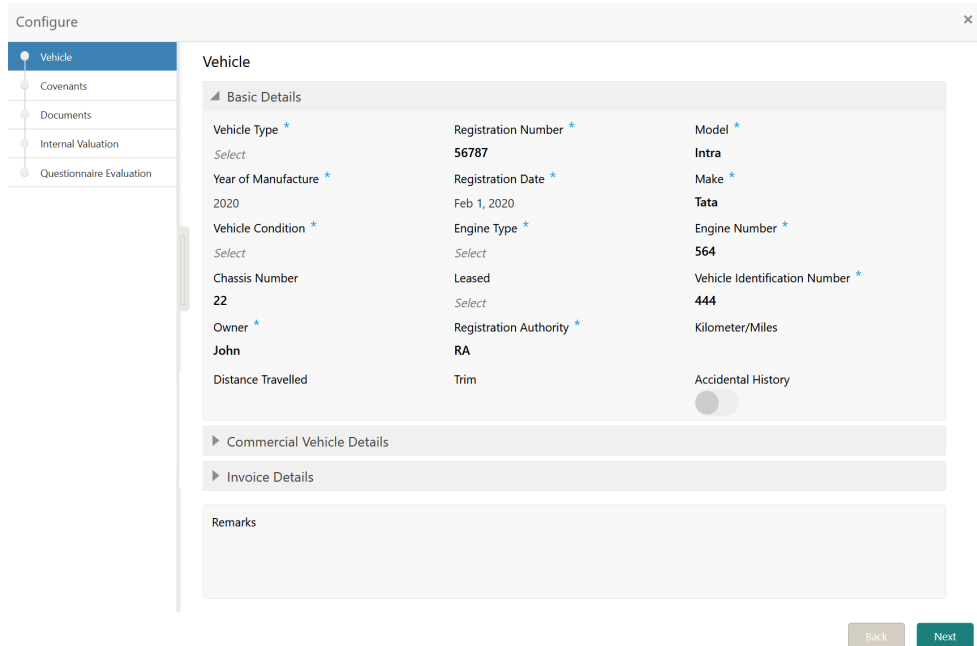 Configure ×
Vehicle
Covenants
Documents
Internal Valuation
Questionnaire Evaluation
Vehicle
Basic Details
Vehicle Type * Registration Number * Model *
Select 56787 Intra
Year of Manufacture * Registration Date * Make *
2020 Feb 1, 2020 Tata
Vehicle Condition * Engine Type * Engine Number *
Select Select 564
Chassis Number Leased Vehicle Identification Number *
22 Select 444
Owner * Registration Authority * Kilometer/Miles
John RA
Distance Travelled Trim Accidental History
Commercial Vehicle Details
Invoice Details
Remarks
Back Next